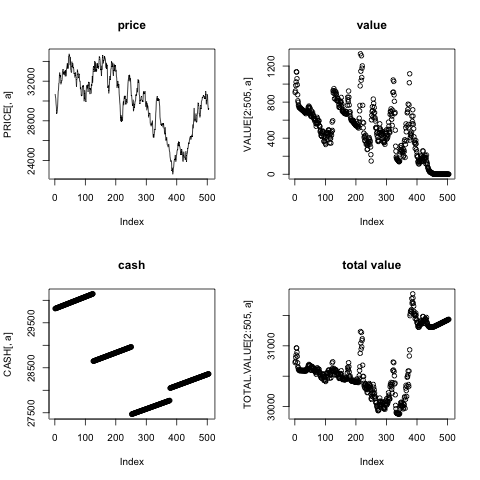 price
PRICE[, a]
24000 28000 32000
0 100 200 300 400 500
Index
value
VALUE[2:505, a]
0 400 800 1200
0 100 200 300 400 500
Index
cash
CASH[, a]
27500 28500 29500
0 100 200 300 400 500
Index
total value
TOTAL.VALUE[2:505, a]
30000 31000
0 100 200 300 400 500
Index